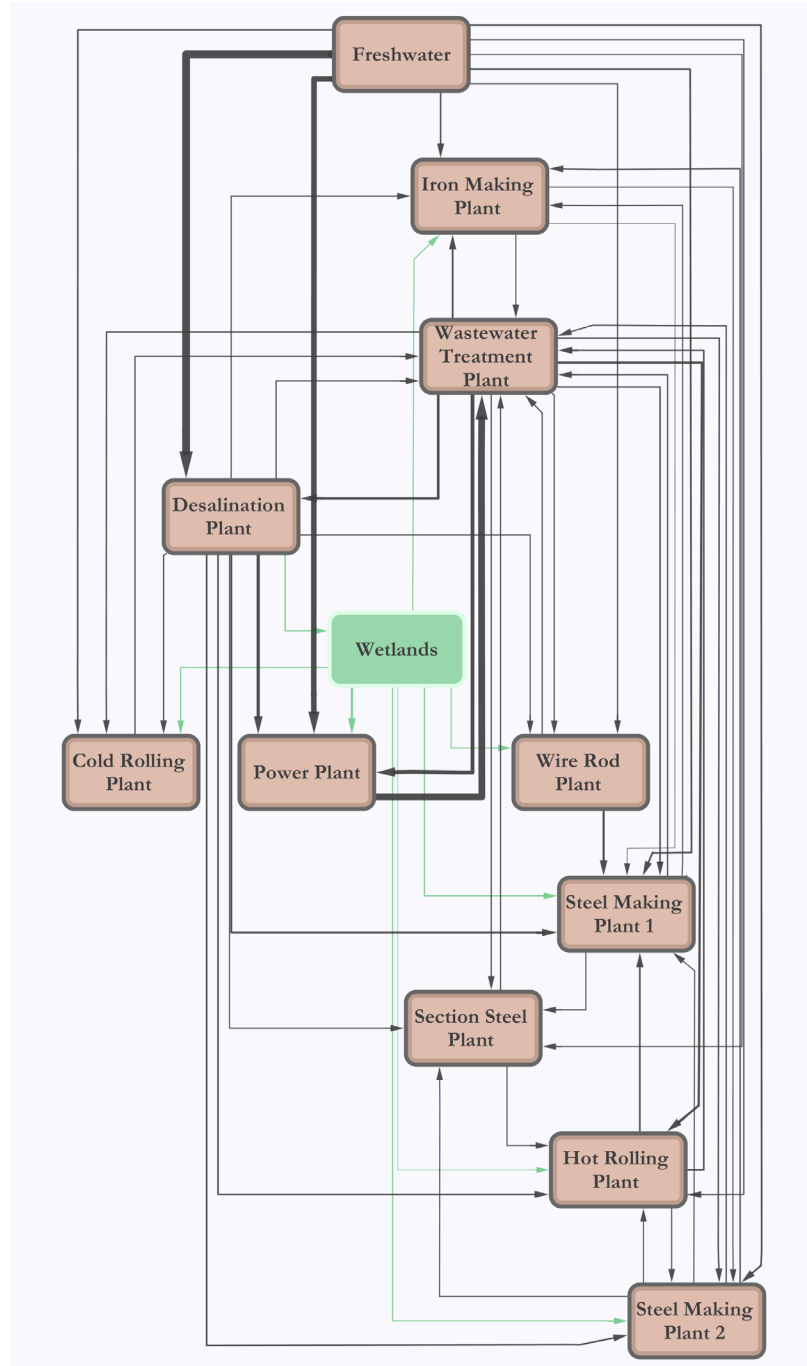 Freshwater
Iron Making
Plant
Wastewater
Treatment
Plant
Desalination
Plant
Wetlands
Cold Rolling
Plant
Power Plant
Wire Rod
Plant
Steel Making
Plant 1
Section Steel
Plant
Hot Rolling
Plant
Steel Making
Plant 2